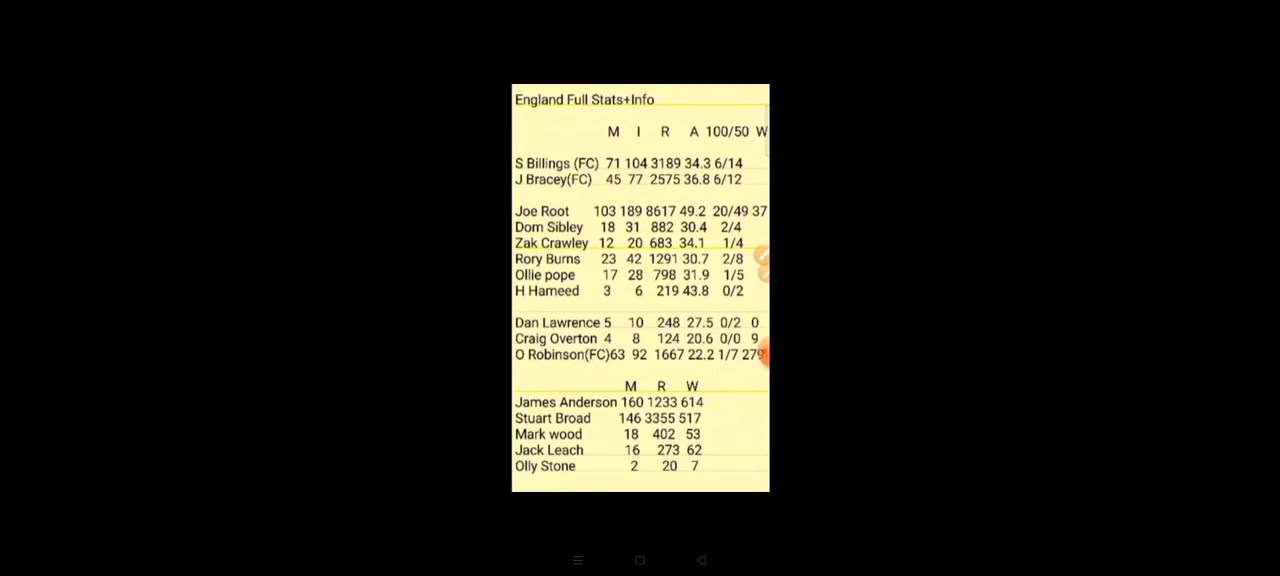 England Full Stats+Info
M I R A 100/50 W
S Billings (FC) 71 104 3189 34.3 6/14
J Bracey(FC) 45 77 2575 36.8 6/12
Joe Root 103 189 8617 49.2 20/49 37
Dom Sibley 18 31 882 30.4 2/4
Zak Crawley 12 20 683 34.1 1/4
Rory Burns 23 42 1291 30.7 2/8
Ollie pope 17 28 798 31.9 1/5
H Hameed 3 6 219 43.8 0/2
Dan Lawrence 5 10 248 27.5 0/2 0
Craig Overton 4 8 124 20.6 0/0 9
O Robinson(FC)63 92 1667 22.2 1/7 279
M R W
James Anderson 160 1233 614
Stuart Broad 146 3355 517
Mark wood 18 402 53
Jack Leach 16 273 62
Olly Stone 2 20 7